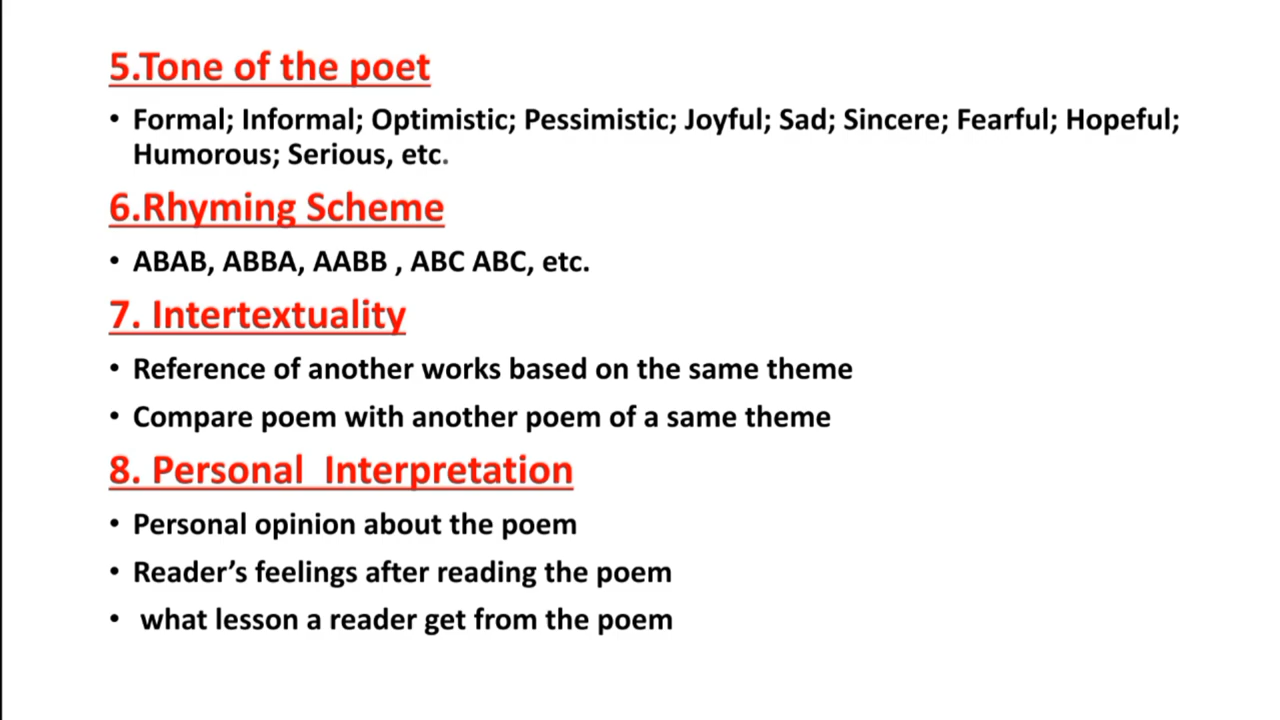 5.Tone of the poet
• Formal; Informal; Optimistic; Pessimistic; Joyful; Sad; Sincere; Fearful; Hopeful;
Humorous; Serious, etc.
6.Rhyming Scheme
• ABAB, ABBA, AABB , ABC ABC, etc.
7. Intertextuality
• Reference of another works based on the same theme
• Compare poem with another poem of a same theme
8. Personal  Interpretation
• Personal opinion about the poem
• Reader’s feelings after reading the poem
•  what lesson a reader get from the poem